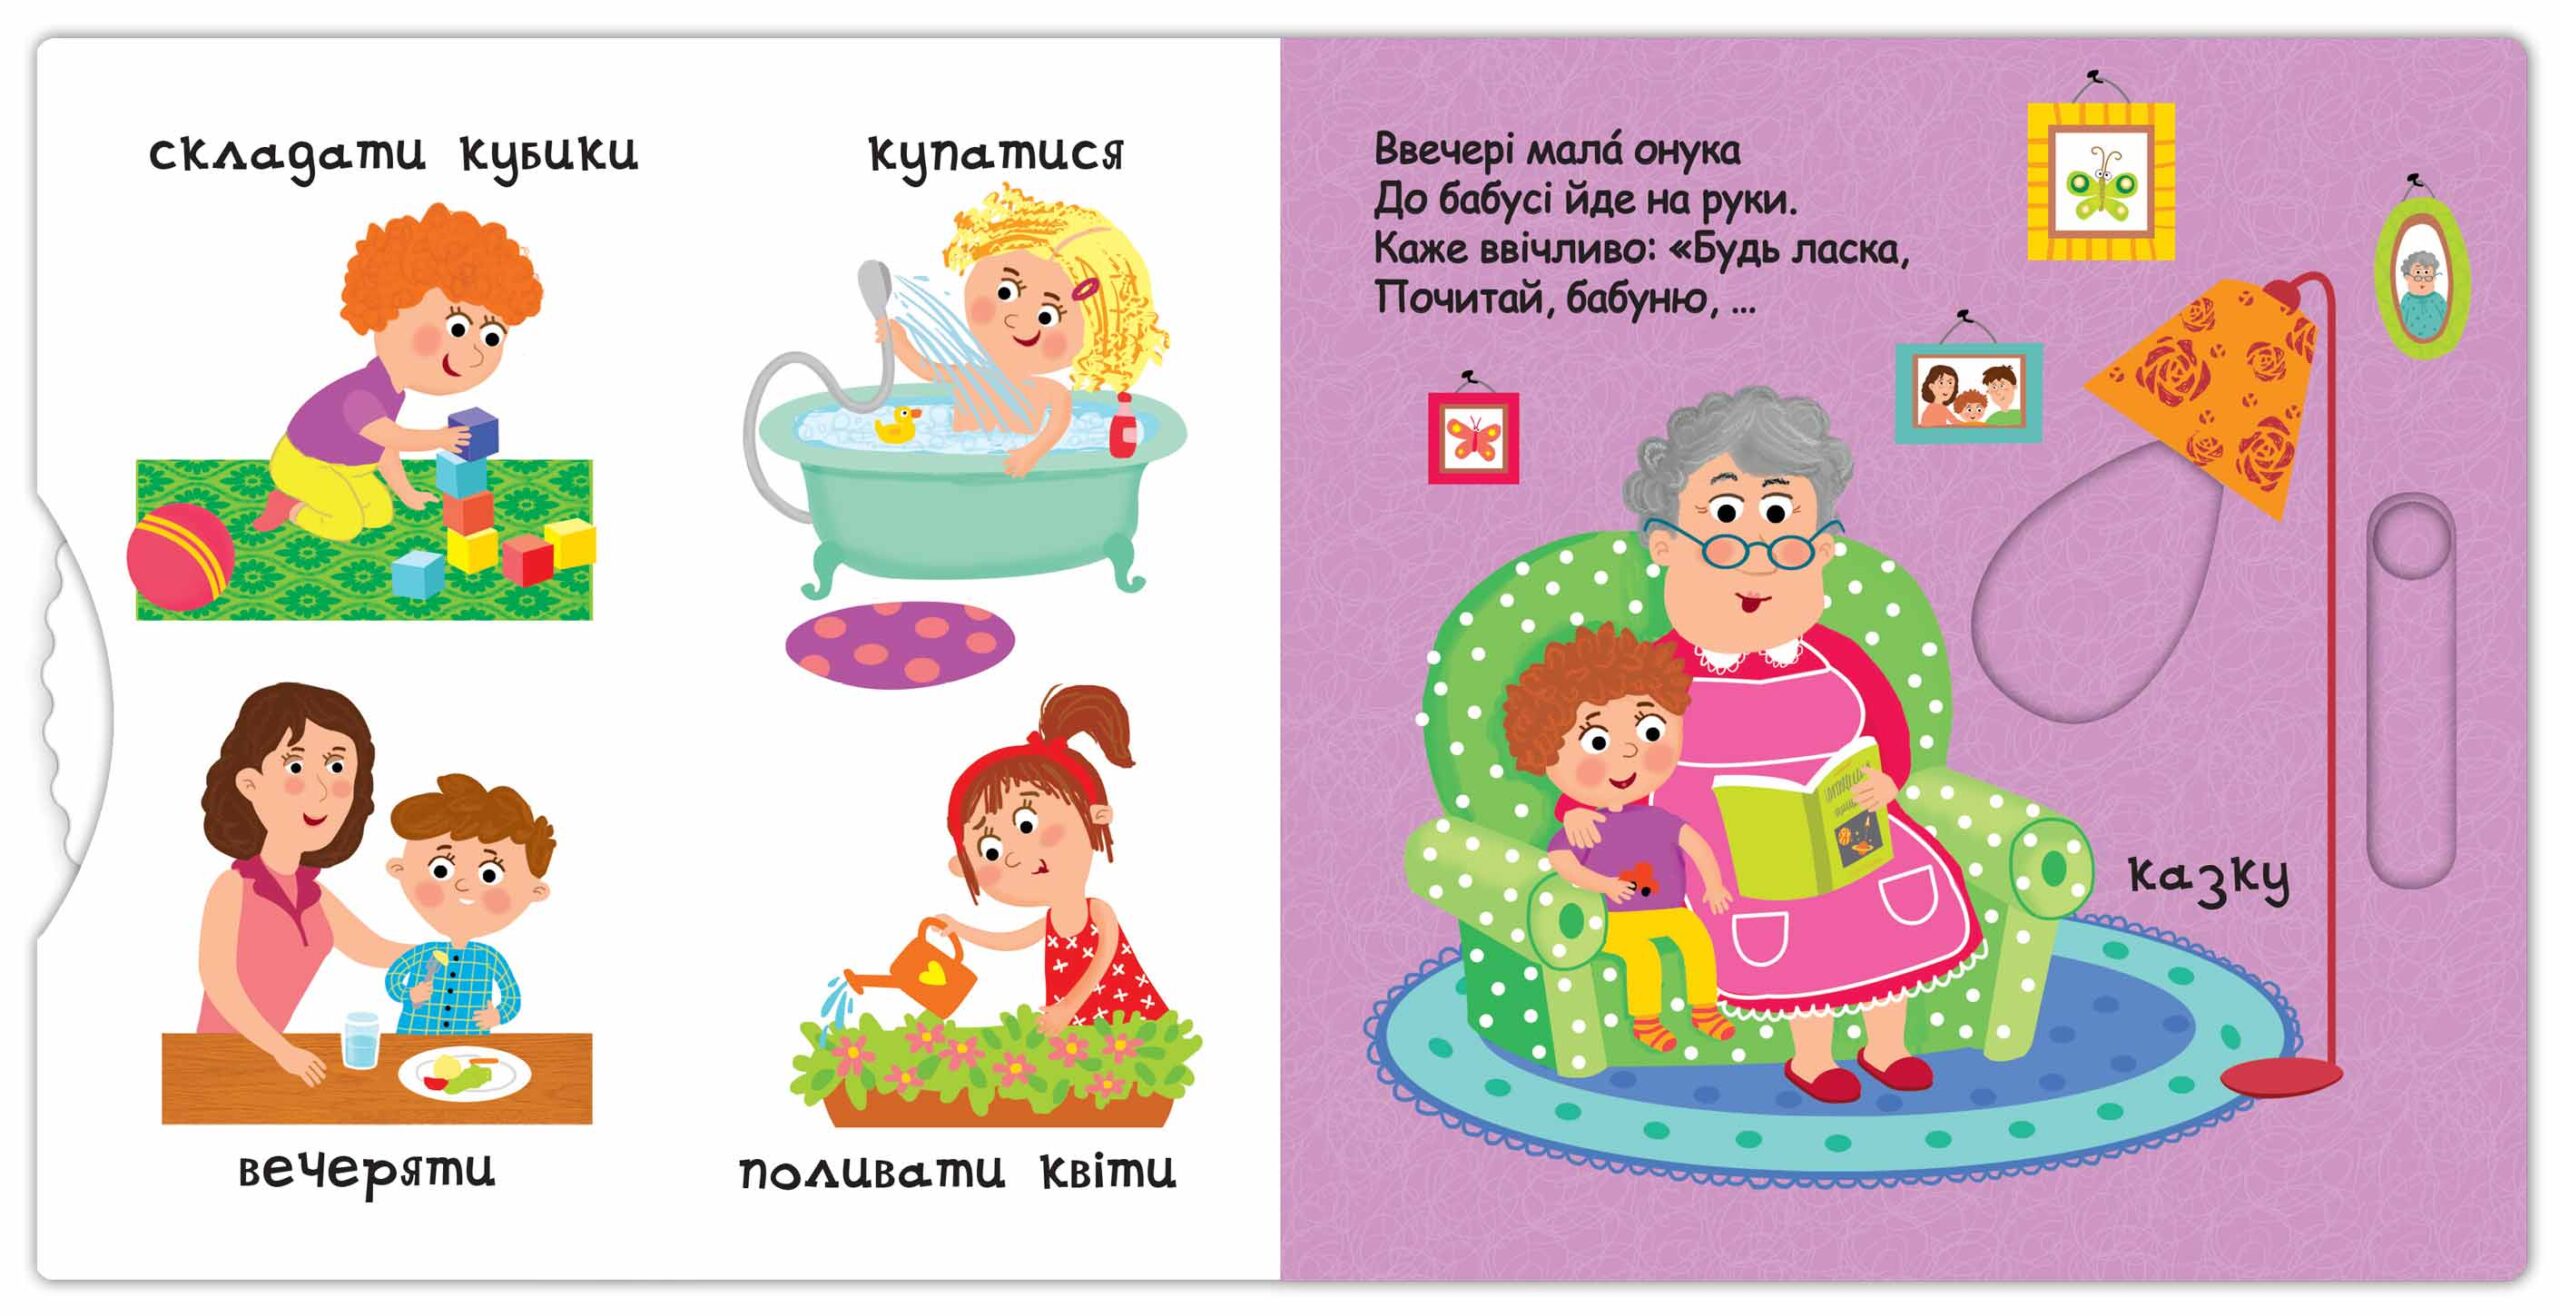 складати кубики
купатися
вечеряти
поливати квіти
Ввечері мала́ онука
До бабусі йде на руки.
Каже ввічливо: «Будь ласка,
Почитай, бабуню, ...
казку